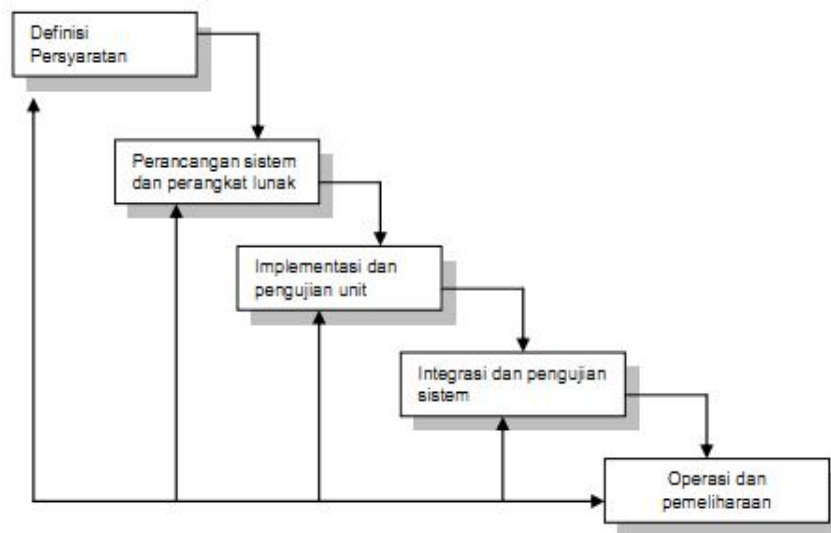 Definisi
Persyaratan
Perancangan sistem
dan perangkat lunak
Implementasi dan
pengujian unit
Integrasi dan pengujian
sistem
Operasi dan
pemeliharaan